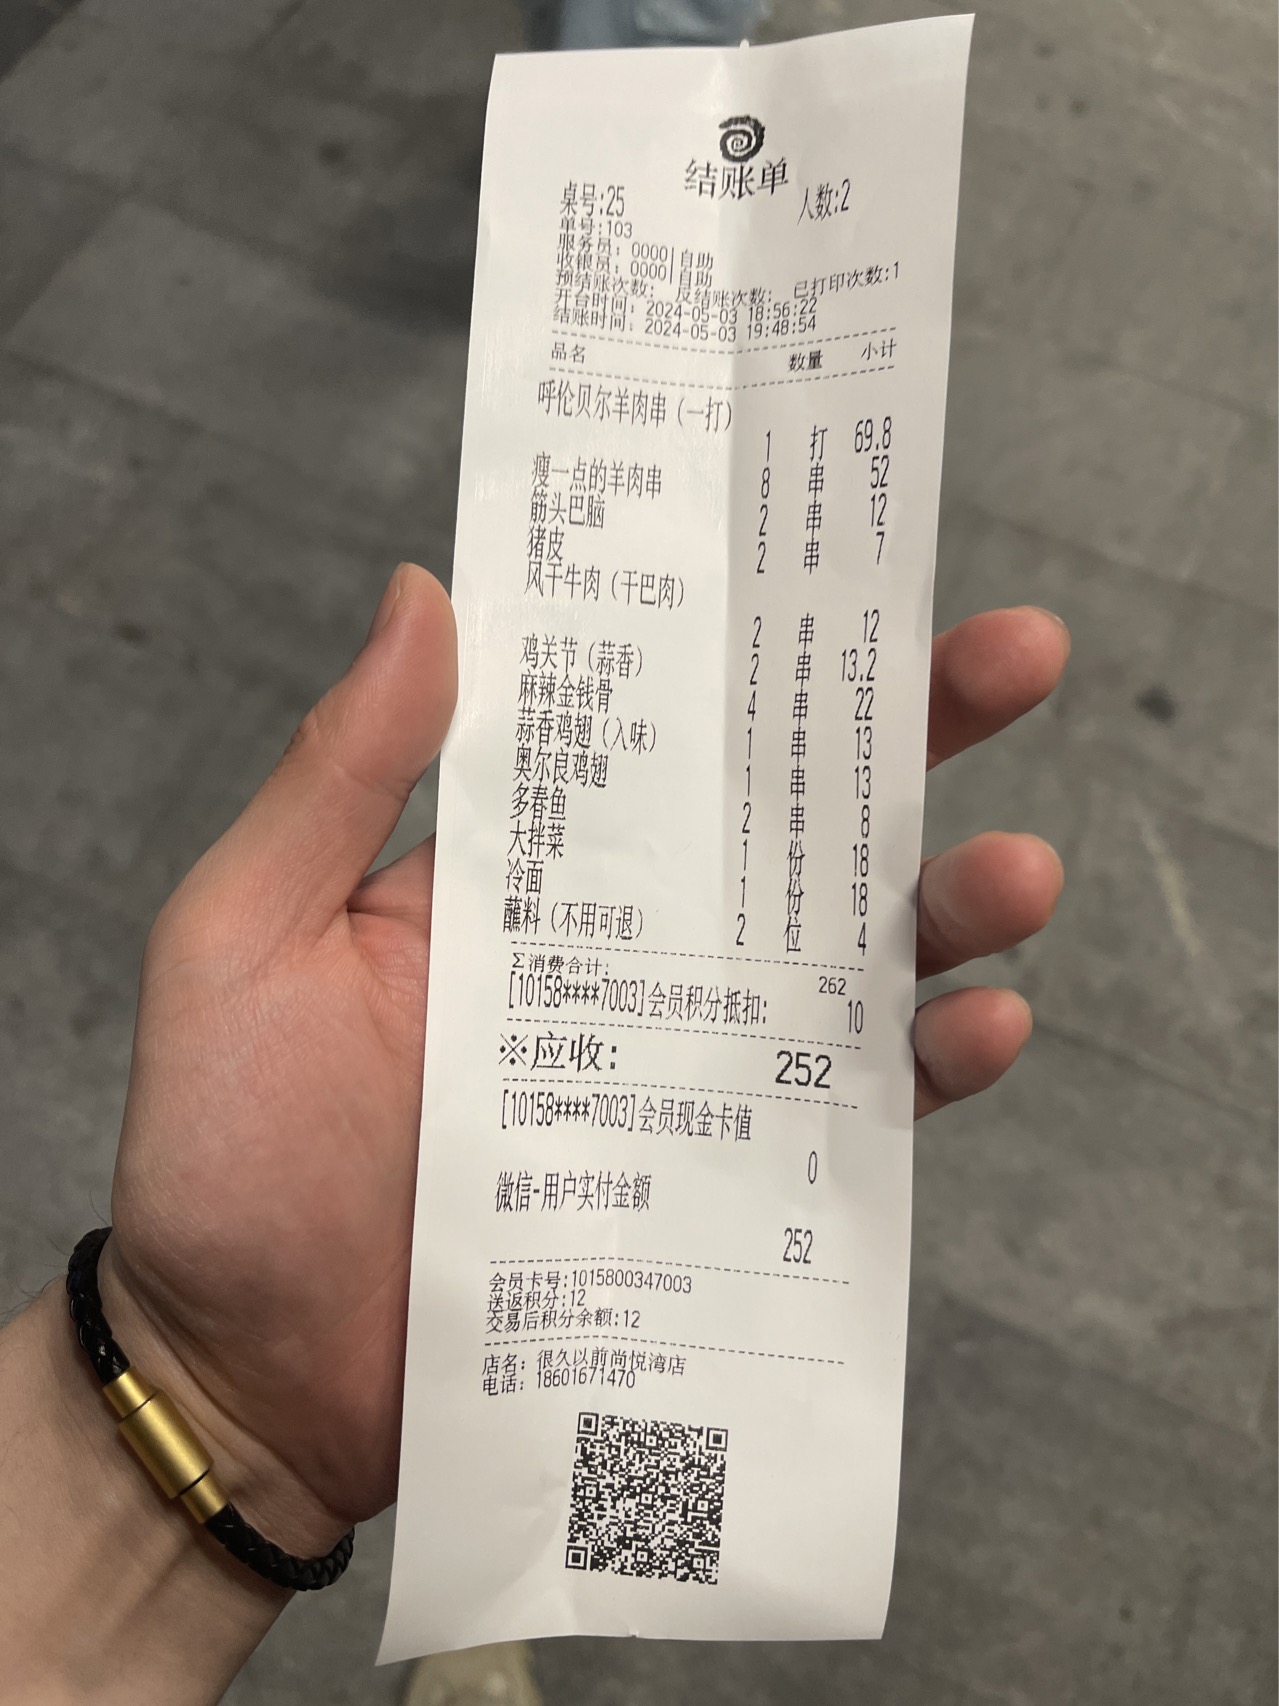 结账单
桌号:25 人数:2
单号:103
服务员: 0000|自助
收银员: 0000|自助
预结账次数: 反结账次数: 已打印次数:1
开台时间: 2024-05-03 18:56:22
结账时间: 2024-05-03 19:48:54
品名 数量 小计
呼伦贝尔羊肉串(一打)
1 打 69.8
瘦一点的羊肉串 8 串 52
筋头巴脑 2 串 12
猪皮 2 串 7
风干牛肉(干巴肉)
2 串 12
鸡关节(蒜香) 2 串 13.2
麻辣金钱骨 4 串 22
蒜香鸡翅(入味) 1 串 13
奥尔良鸡翅 1 串 13
多春鱼 2 串 8
大拌菜 1 份 18
冷面 1 份 18
蘸料(不用可退) 2 位 4
Σ消费合计: 262
[10158****7003]会员积分抵扣: 10
※应收: 252
[10158****7003]会员现金卡值
0
微信-用户实付金额
252
会员卡号:1015800347003
送返积分:12
交易后积分余额:12
店名: 很久以前尚悦湾店
电话: 18601671470